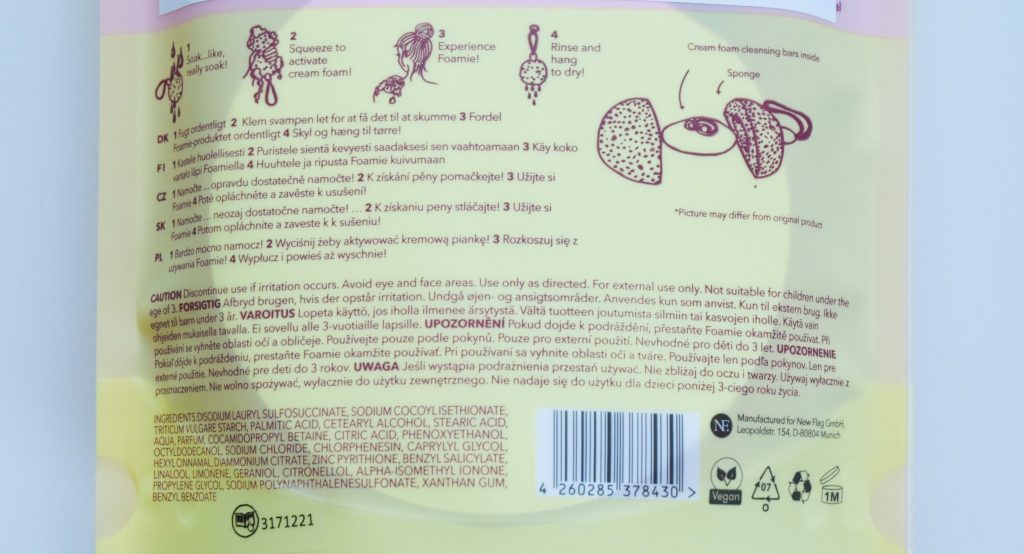 1
Soak...like,
really soak!
2
Squeeze to
activate
cream foam!
3
Experience
Foamie!
4
Rinse and
hang
to dry!
Cream foam cleansing bars inside
Sponge
*Picture may differ from original product
DK 1 Fugt ordentligt 2 Klem svampen let for at få det til at skumme 3 Fordel
Foamie-produktet ordentligt 4 Skyl og hæng til tørre!
FI 1 Kastele huolellisesti 2 Puristele sientä kevyesti saadaksesi sen vaahtoamaan 3 Käy koko
vartalo läpi Foamiella 4 Huuhtele ja ripusta Foamie kuivumaan
CZ 1 Namočte ... opravdu dostatečně namočte! 2 K získání pěny pomačkejte! 3 Užijte si
Foamie 4 Poté opláchněte a zavěste k usušení!
SK 1 Namočte ... neozaj dostatočne namočte! ... 2 K získaniu peny stláčajte! 3 Užijte si
Foamie 4 Potom opláchnite a zaveste k k sušeniu!
PL 1 Bardzo mocno namocz! 2 Wyciśnij żeby aktywować kremową piankę! 3 Rozkoszuj się z
używania Foamie! 4 Wypłucz i powieś aż wyschnie!
CAUTION Discontinue use if irritation occurs. Avoid eye and face areas. Use only as directed. For external use only. Not suitable for children under the
age of 3. FORSIGTIG Afbryd brugen, hvis der opstår irritation. Undgå øjen- og ansigtsområder. Anvendes kun som anvist. Kun til ekstern brug. Ikke
egnet til børn under 3 år. VAROITUS Lopeta käyttö, jos iholla ilmenee ärsytystä. Vältä tuotteen joutumista silmiin tai kasvojen iholle. Käytä vain
ohjeiden mukaisella tavalla. Ei sovellu alle 3-vuotiaille lapsille. UPOZORNĚNÍ Pokud dojde k podráždění, přestaňte Foamie okamžitě používat. Při
používání se vyhněte oblasti očí a obličeje. Používejte pouze podle pokynů. Pouze pro externí použití. Nevhodné pro děti do 3 let. UPOZORNENIE
Pokiaľ dôjde k podráždeniu, prestaňte Foamie okamžite používať. Pri používaní sa vyhnite oblasti očí a tváre. Používajte len podľa pokynov. Len pre
externé použitie. Nevhodné pre deti do 3 rokov. UWAGA Jeśli wystąpia podrażnienia przestań używać. Nie zbliżaj do oczu i twarzy. Używaj wyłacznie z
przeznaczeniem. Nie wolno spożywać, wyłacznie do użytku zewnętrznego. Nie nadaje się do użytku dla dzieci poniżej 3-ciego roku życia.
INGREDIENTS:DISODIUM LAURYL SULFOSUCCINATE, SODIUM COCOYL ISETHIONATE,
TRITICUM VULGARE STARCH, PALMITIC ACID, CETEARYL ALCOHOL, STEARIC ACID,
AQUA, PARFUM, COCAMIDOPROPYL BETAINE, CITRIC ACID, PHENOXYETHANOL,
OCTYLDODECANOL, SODIUM CHLORIDE, CHLORPHENESIN, CAPRYLYL GLYCOL,
HEXYL CINNAMAL, DIAMMONIUM CITRATE, ZINC PYRITHIONE, BENZYL SALICYLATE,
LINALOOL, LIMONENE, GERANIOL, CITRONELLOL, ALPHA-ISOMETHYL IONONE,
PROPYLENE GLYCOL, SODIUM POLYNAPHTHALENESULFONATE, XANTHAN GUM,
BENZYL BENZOATE
3171221
4 260285 378430 >
NF
Manufactured for New Flag GmbH,
Leopoldstr. 154, D-80804 Munich
Vegan
07
O
1M